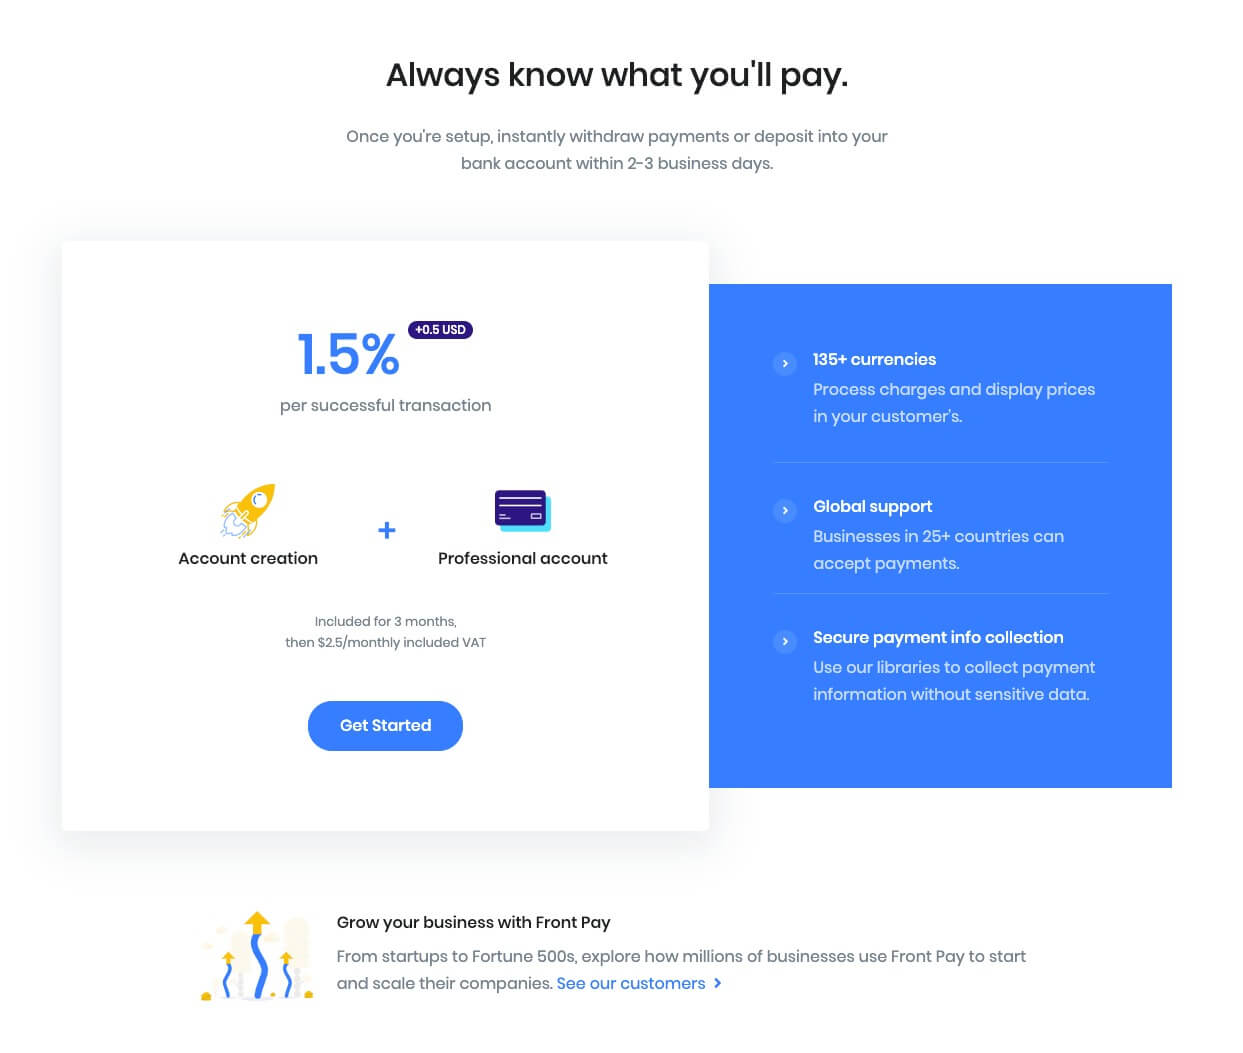 Always know what you'll pay.
Once you're setup, instantly withdraw payments or deposit into your
bank account within 2-3 business days.
1.5%
+0.5 USD
per successful transaction
Account creation
+
Professional account
Included for 3 months,
then $2.5/monthly included VAT
Get Started
135+ currencies
Process charges and display prices
in your customer's.
Global support
Businesses in 25+ countries can
accept payments.
Secure payment info collection
Use our libraries to collect payment
information without sensitive data.
Grow your business with Front Pay
From startups to Fortune 500s, explore how millions of businesses use Front Pay to start
and scale their companies. See our customers